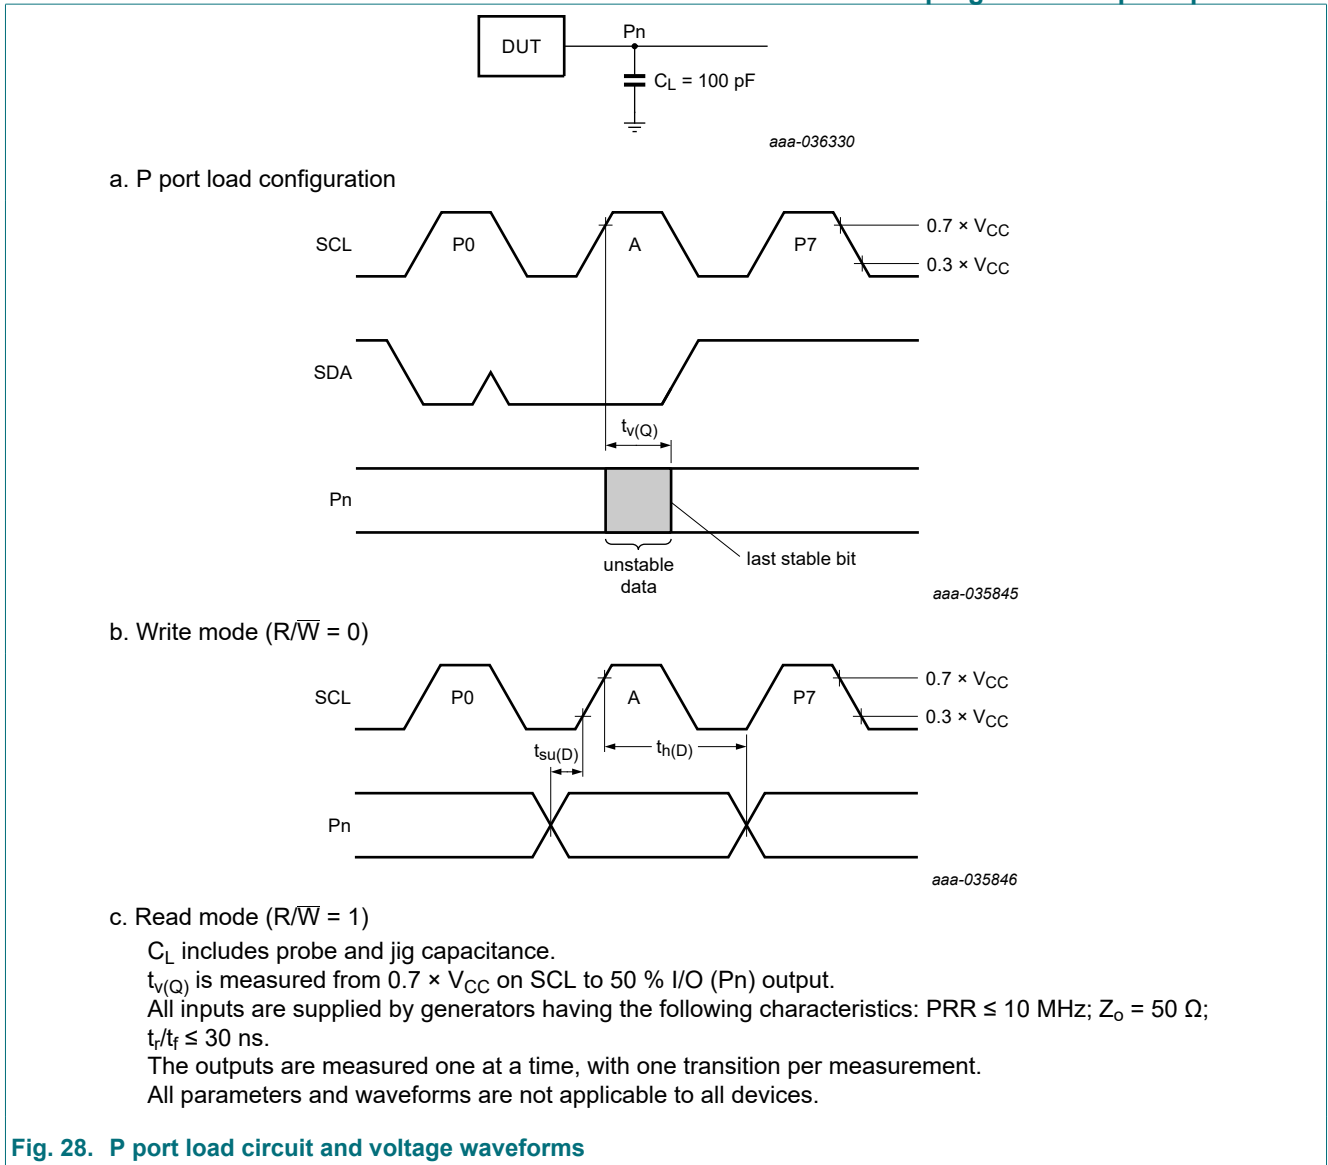 DUT
Pn
CL = 100 pF
aaa-036330
a. P port load configuration
SCL
P0
A
P7
0.7 × VCC
0.3 × VCC
SDA
tv(Q)
Pn
unstable
data
last stable bit
aaa-035845
b. Write mode (R/W̅ = 0)
SCL
P0
A
P7
0.7 × VCC
0.3 × VCC
tsu(D)
th(D)
Pn
aaa-035846
c. Read mode (R/W̅ = 1)
CL includes probe and jig capacitance.
tv(Q) is measured from 0.7 × VCC on SCL to 50 % I/O (Pn) output.
All inputs are supplied by generators having the following characteristics: PRR ≤ 10 MHz; Zo = 50 Ω;
tr/tf ≤ 30 ns.
The outputs are measured one at a time, with one transition per measurement.
All parameters and waveforms are not applicable to all devices.
Fig. 28. P port load circuit and voltage waveforms